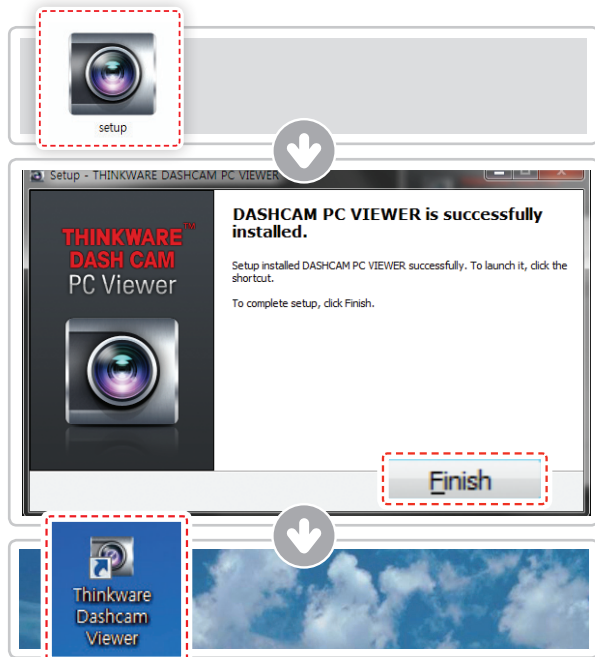 setup
Setup - THINKWARE DASHCAM PC VIEWER
THINKWARE™
DASH CAM
PC Viewer
DASHCAM PC VIEWER is successfully
installed.
Setup installed DASHCAM PC VIEWER successfully. To launch it, click the
shortcut.
To complete setup, click Finish.
Finish
Thinkware
Dashcam
Viewer